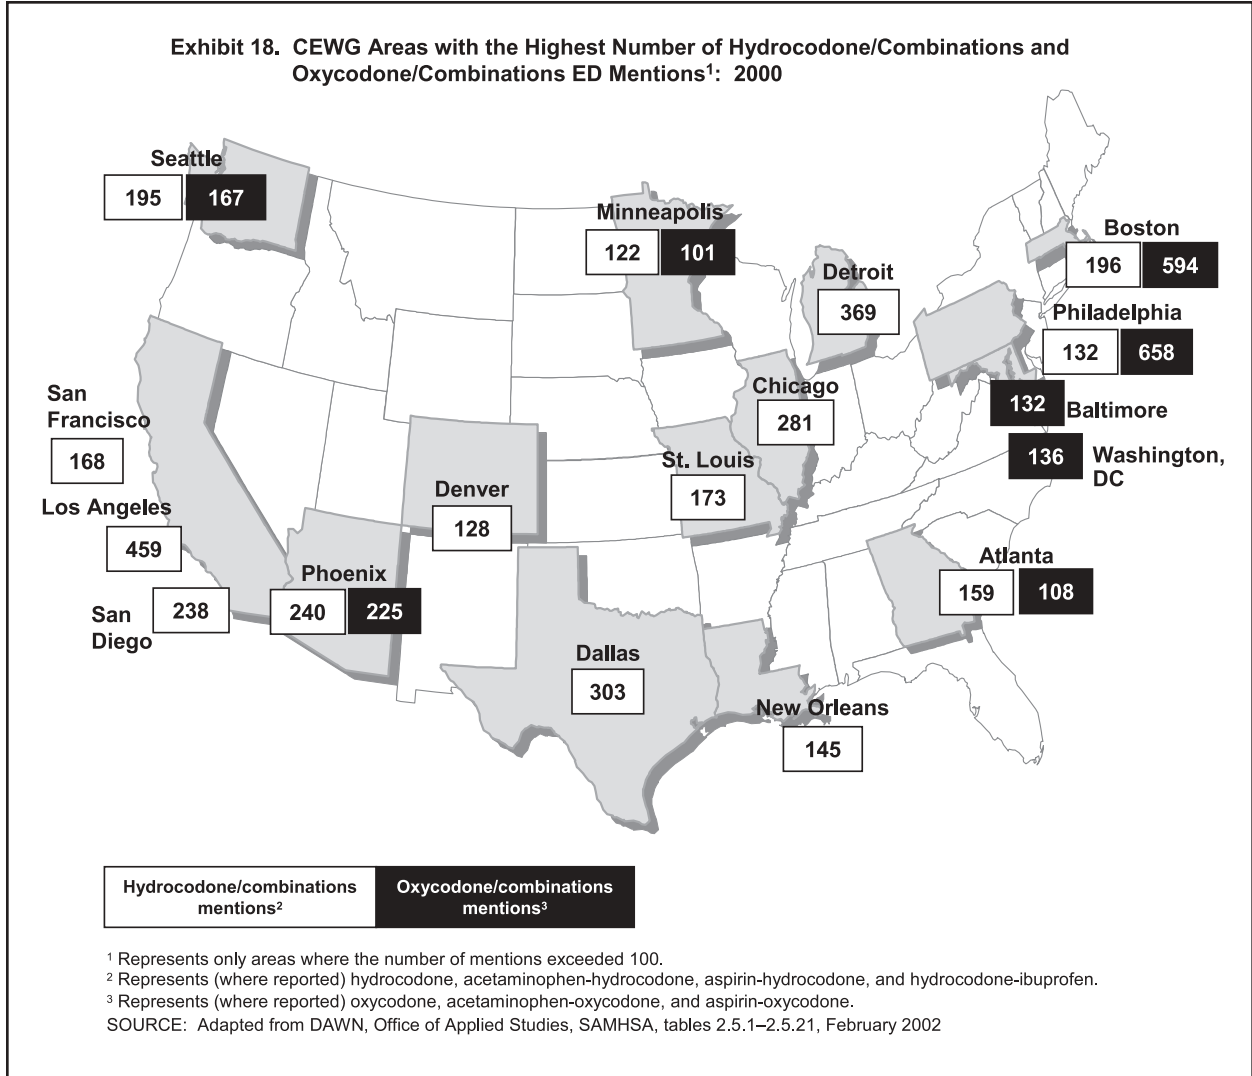 Exhibit 18. CEWG Areas with the Highest Number of Hydrocodone/Combinations and
Oxycodone/Combinations ED Mentions¹: 2000
Seattle
195 167
Minneapolis
122 101
Boston
196 594
Detroit
369
Philadelphia
132 658
Chicago
281
132 Baltimore
San
Francisco
168
136 Washington,
DC
St. Louis
173
Denver
128
Los Angeles
459
Atlanta
159 108
Phoenix
240 225
San
Diego
238
Dallas
303
New Orleans
145
Hydrocodone/combinations
mentions²
Oxycodone/combinations
mentions³
¹ Represents only areas where the number of mentions exceeded 100.
² Represents (where reported) hydrocodone, acetaminophen-hydrocodone, aspirin-hydrocodone, and hydrocodone-ibuprofen.
³ Represents (where reported) oxycodone, acetaminophen-oxycodone, and aspirin-oxycodone.
SOURCE: Adapted from DAWN, Office of Applied Studies, SAMHSA, tables 2.5.1–2.5.21, February 2002